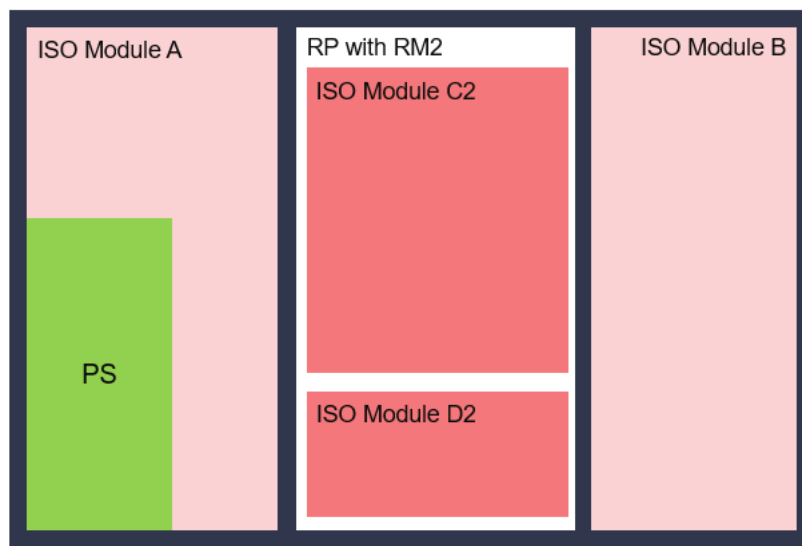 ISO Module A
RP with RM2
ISO Module B
ISO Module C2
PS
ISO Module D2